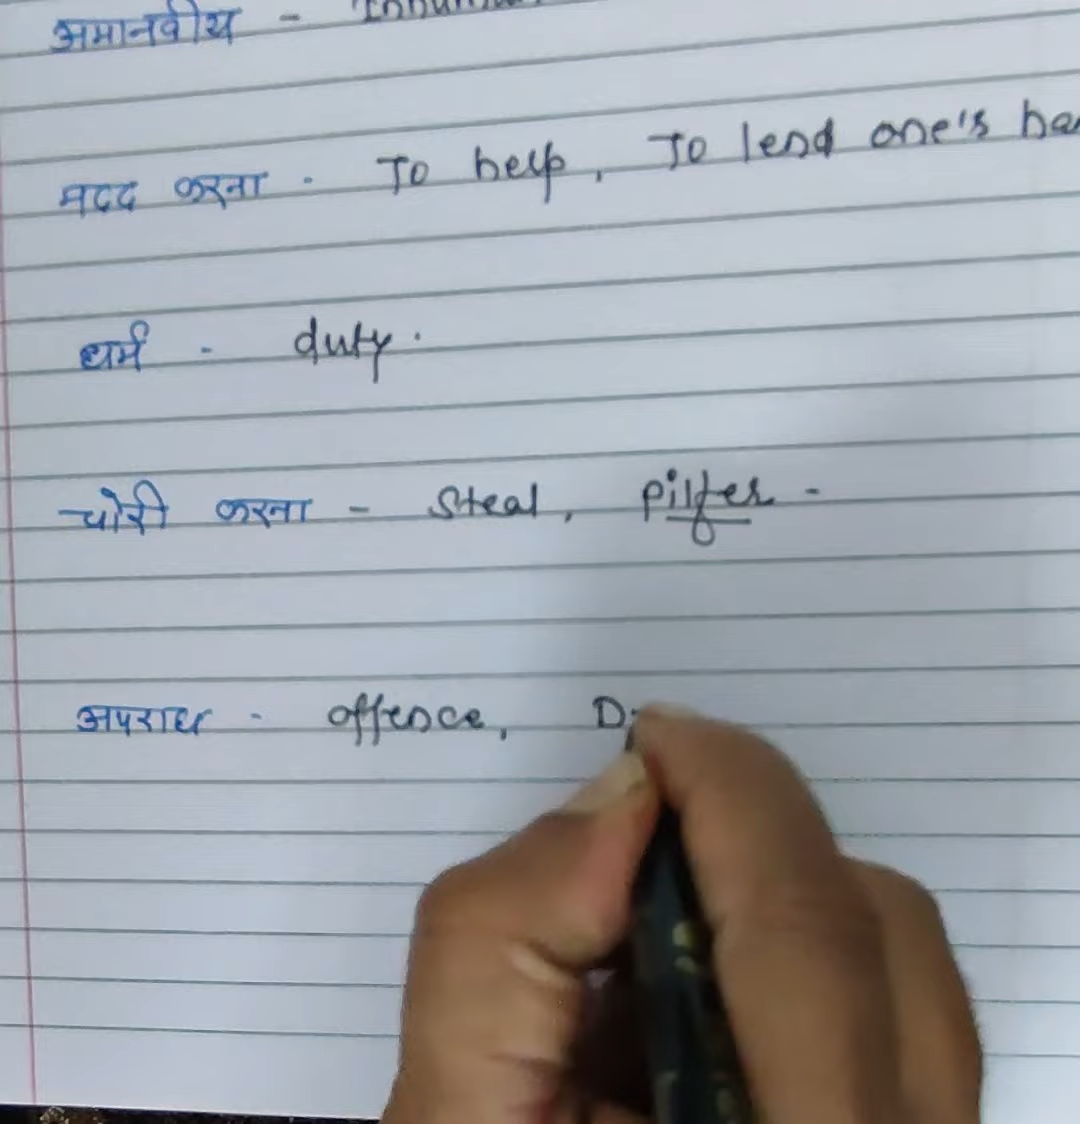 अमानवीय -
मदद करना - To help, To lend one's
धर्म - duty.
चोरी करना - Steal, Pilfer -
अपराध - offence,